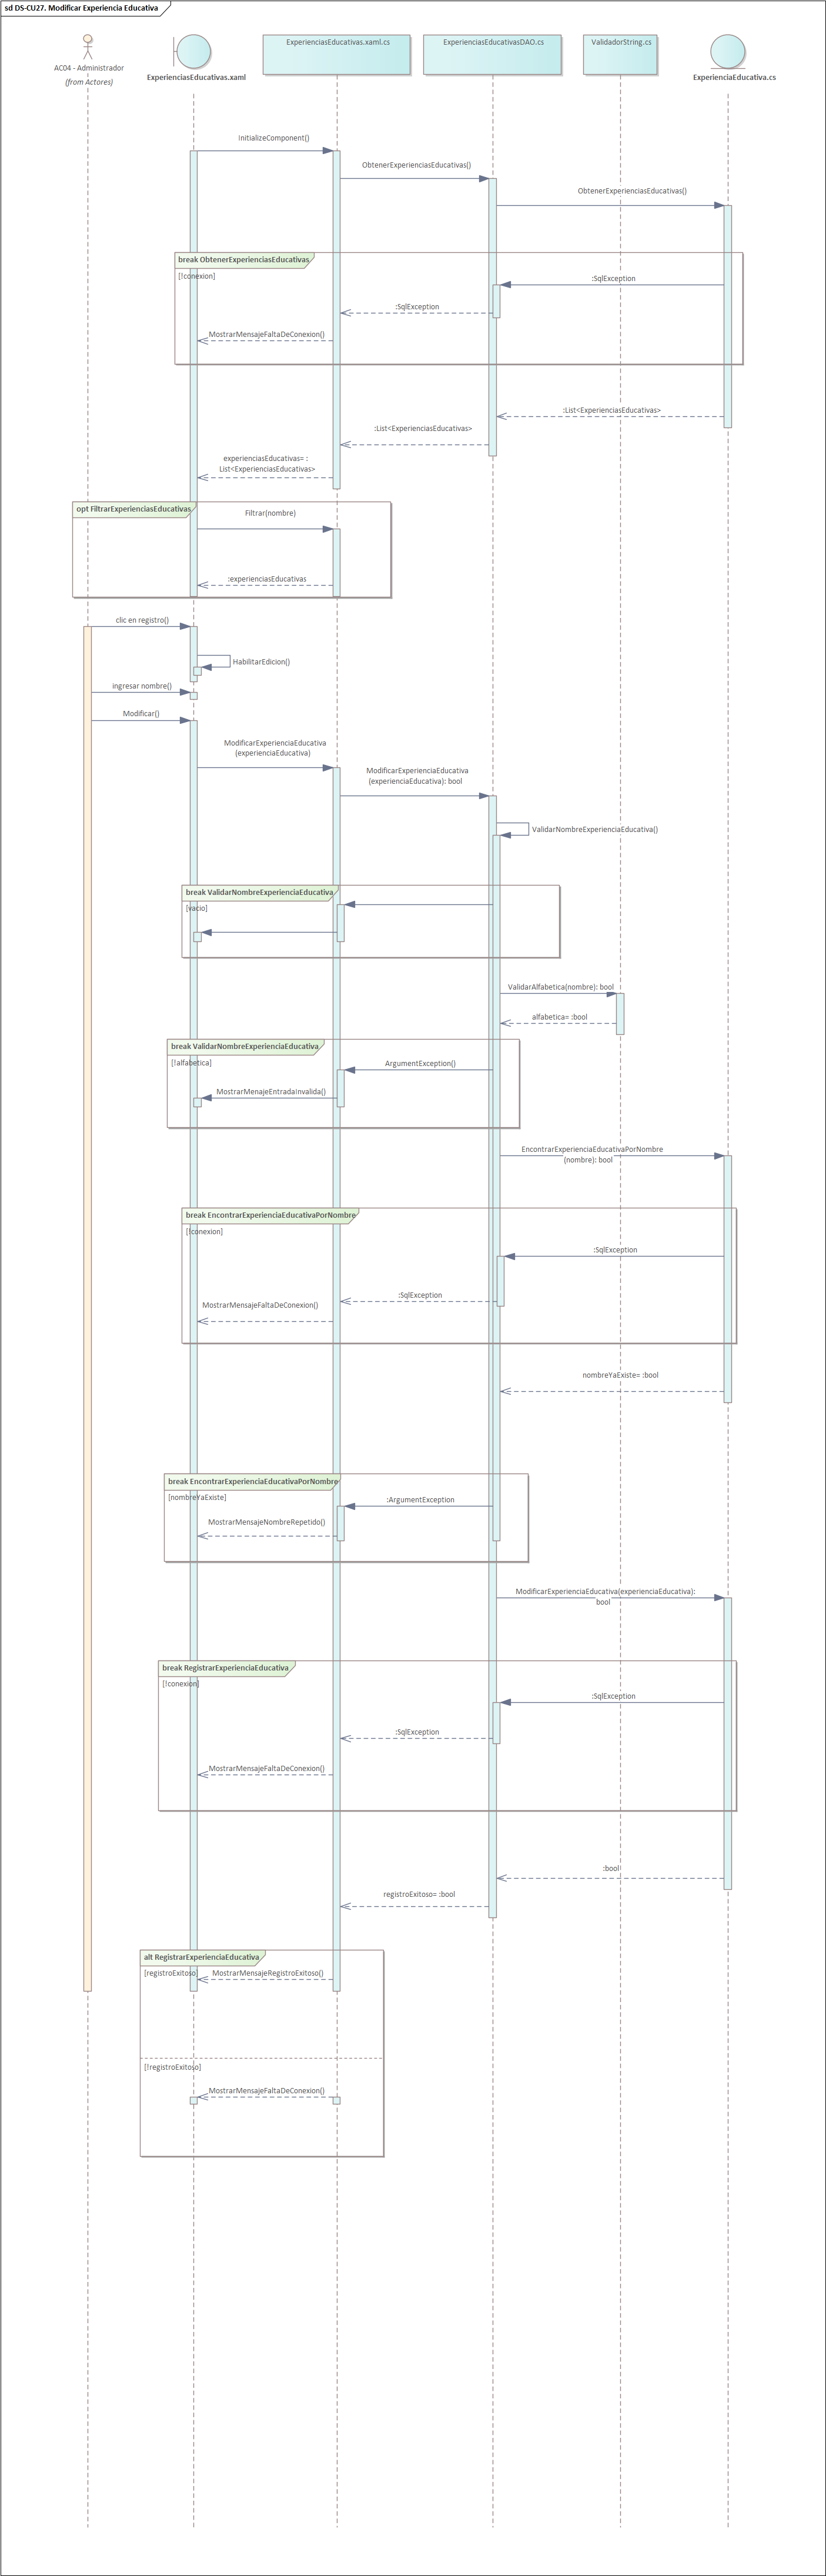 sd DS-CU27. Modificar Experiencia Educativa
AC04 - Administrador
(from Actores)
ExperienciasEducativas.xaml
ExperienciasEducativas.xaml.cs
ExperienciasEducativasDAO.cs
ValidadorString.cs
ExperienciaEducativa.cs
InitializeComponent()
ObtenerExperienciasEducativas()
ObtenerExperienciasEducativas()
break ObtenerExperienciasEducativas
[!conexion]
:SqlException
:SqlException
MostrarMensajeFaltaDeConexion()
:List<ExperienciasEducativas>
:List<ExperienciasEducativas>
experienciasEducativas= :
List<ExperienciasEducativas>
opt FiltrarExperienciasEducativas
Filtrar(nombre)
:experienciasEducativas
clic en registro()
HabilitarEdicion()
ingresar nombre()
Modificar()
ModificarExperienciaEducativa
(experienciaEducativa)
ModificarExperienciaEducativa
(experienciaEducativa): bool
ValidarNombreExperienciaEducativa()
break ValidarNombreExperienciaEducativa
[vacio]
ValidarAlfabetica(nombre): bool
alfabetica= :bool
break ValidarNombreExperienciaEducativa
[!alfabetica]
ArgumentException()
MostrarMenajeEntradaInvalida()
EncontrarExperienciaEducativaPorNombre
(nombre): bool
break EncontrarExperienciaEducativaPorNombre
[!conexion]
:SqlException
:SqlException
MostrarMensajeFaltaDeConexion()
nombreYaExiste= :bool
break EncontrarExperienciaEducativaPorNombre
[nombreYaExiste]
:ArgumentException
MostrarMensajeNombreRepetido()
ModificarExperienciaEducativa(experienciaEducativa):
bool
break RegistrarExperienciaEducativa
[!conexion]
:SqlException
:SqlException
MostrarMensajeFaltaDeConexion()
:bool
registroExitoso= :bool
alt RegistrarExperienciaEducativa
[registroExitoso]
MostrarMensajeRegistroExitoso()
[!registroExitoso]
MostrarMensajeFaltaDeConexion()